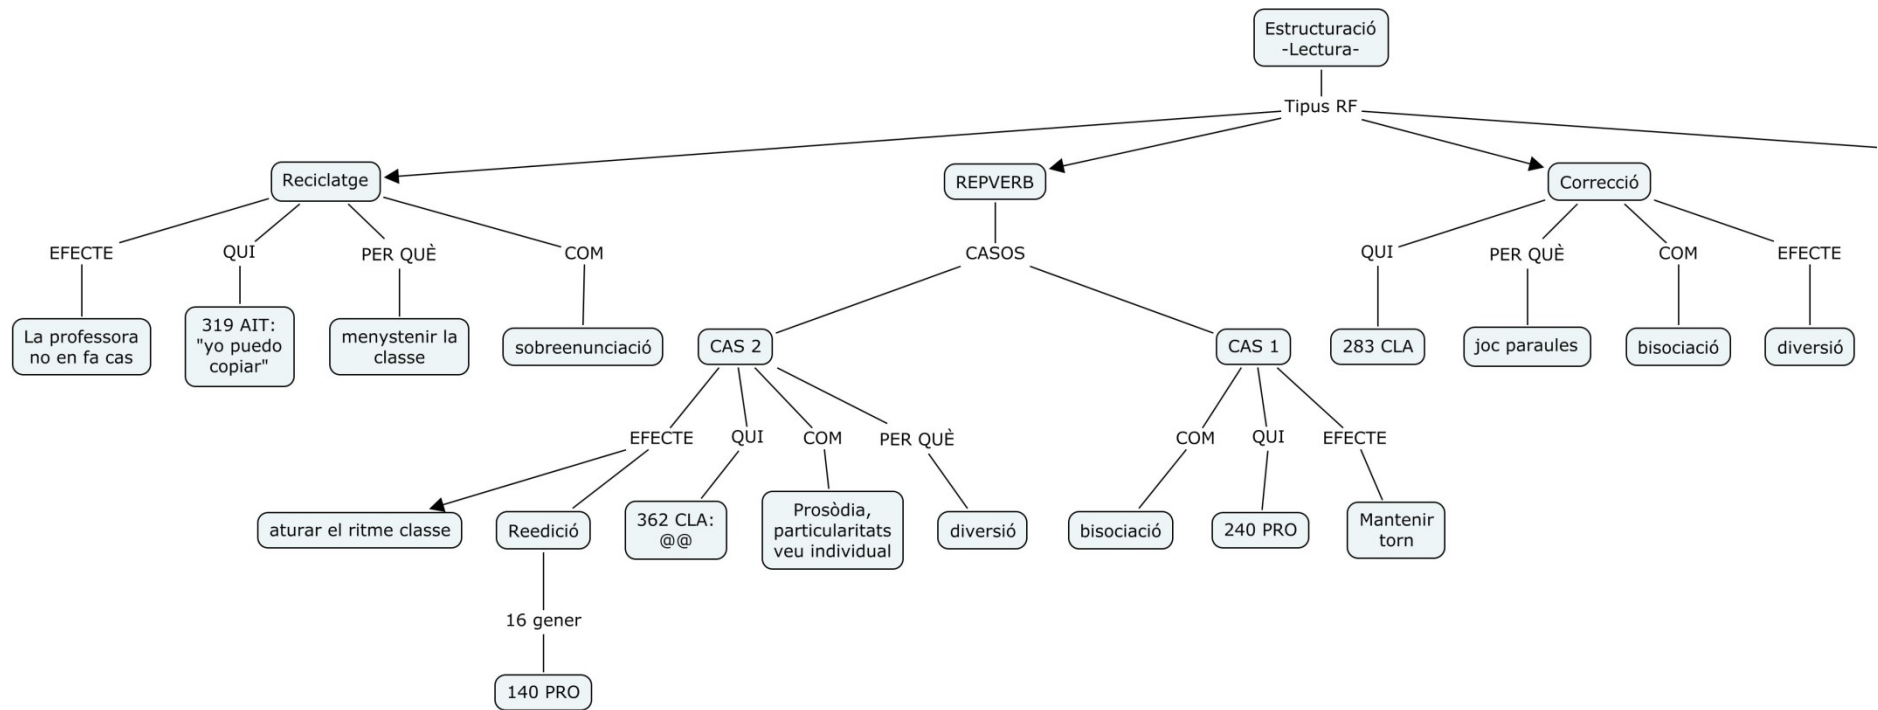 Estructuració
-Lectura-
Tipus RF
Reciclatge
REPVERB
Correcció
EFECTE
QUI
PER QUÈ
COM
CASOS
QUI
PER QUÈ
COM
EFECTE
La professora
no en fa cas
319 AIT:
"yo puedo
copiar"
menystenir la
classe
sobreenunciació
CAS 2
CAS 1
283 CLA
joc paraules
bisociació
diversió
EFECTE
QUI
COM
PER QUÈ
COM
QUI
EFECTE
aturar el ritme classe
Reedició
362 CLA:
@@
Prosòdia,
particularitats
veu individual
diversió
bisociació
240 PRO
Mantenir
torn
16 gener
140 PRO